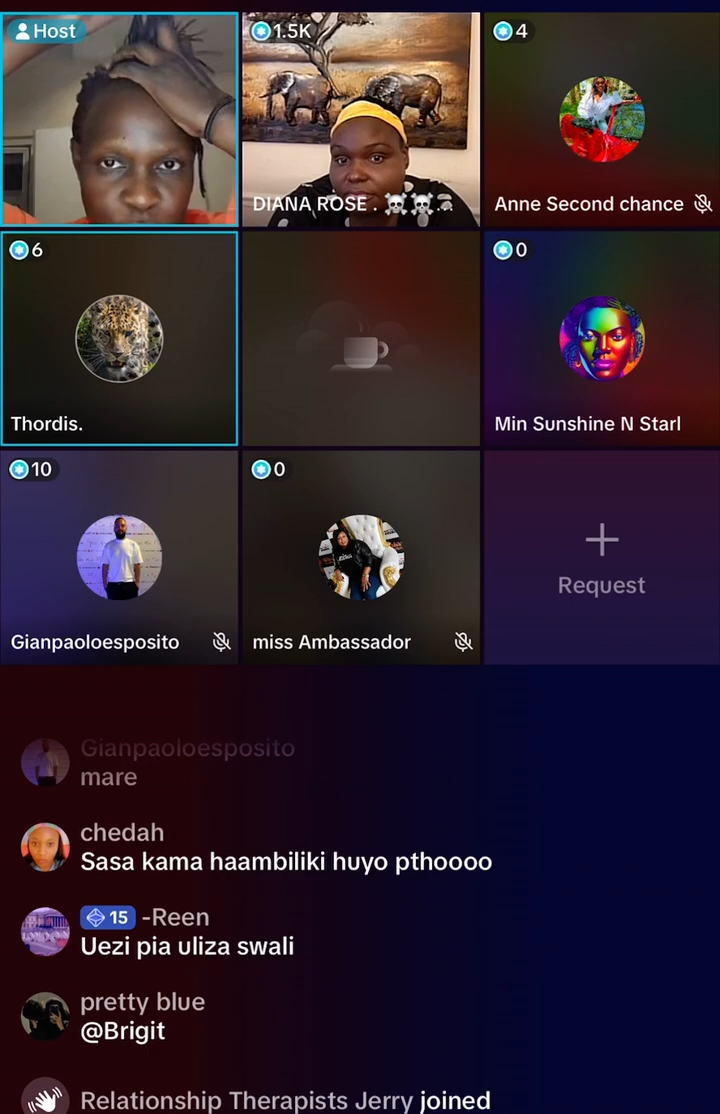 Host
1.5K
4
DIANA ROSE . ☠️☠️...
Anne Second chance
6
0
Thordis.
Min Sunshine N Starl
10
0
Gianpaoloesposito
miss Ambassador
Request
Gianpaoloesposito
mare
chedah
Sasa kama haambiliki huyo pthoooo
15 -Reen
Uezi pia uliza swali
pretty blue
@Brigit
Relationship Therapists Jerry joined